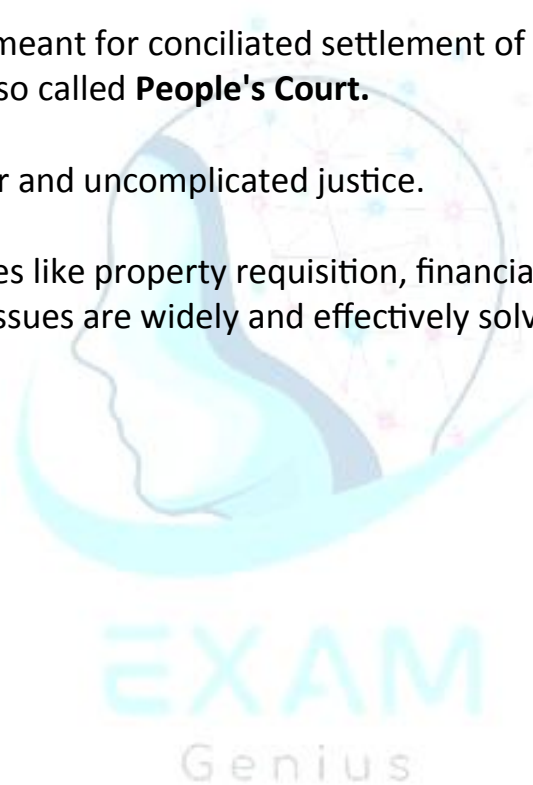 meant for conciliated settlement of
so called People's Court.
r and uncomplicated justice.
es like property requisition, financia
ssues are widely and effectively solv
EXAM
Genius